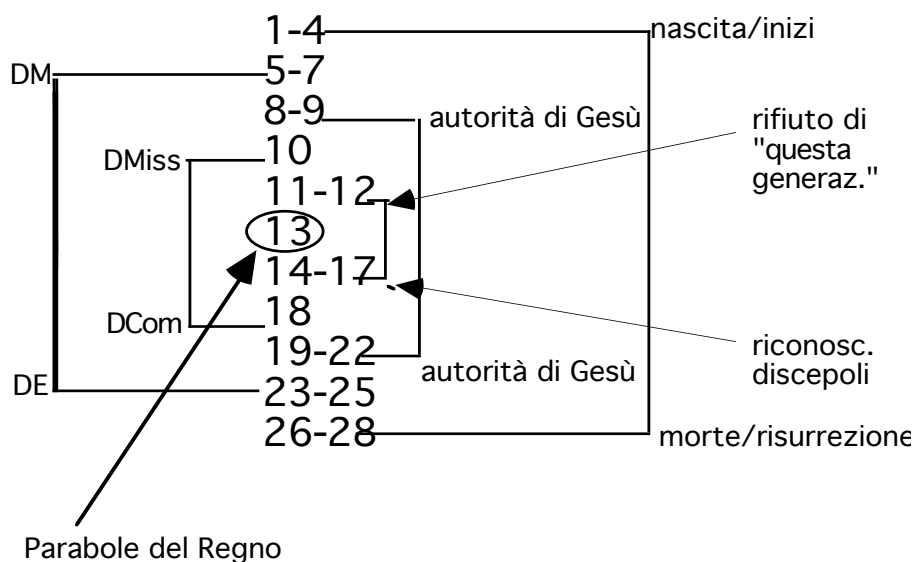 1-4
nascita/inizi
DM
5-7
8-9
autorità di Gesù
rifiuto di
"questa
generaz."
DMiss
10
11-12
13
14-17
DCom
18
19-22
autorità di Gesù
riconosc.
discepoli
DE
23-25
26-28
morte/risurrezione
Parabole del Regno